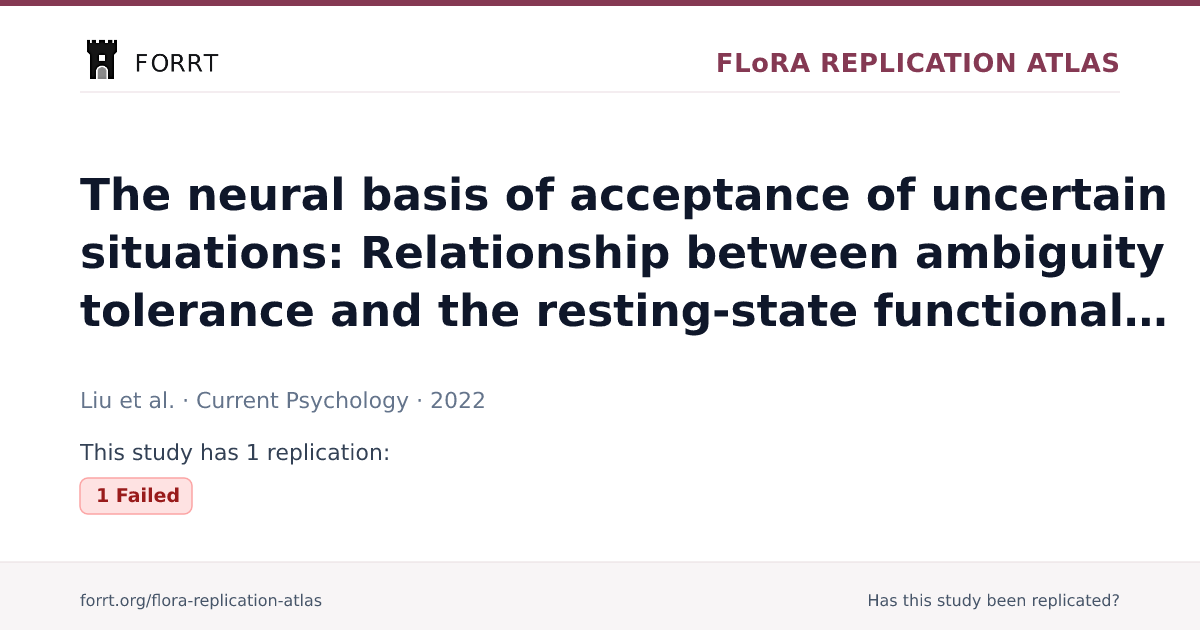 FORRT
FLoRA REPLICATION ATLAS
The neural basis of acceptance of uncertain
situations: Relationship between ambiguity
tolerance and the resting-state functional…
Liu et al. · Current Psychology · 2022
This study has 1 replication:
1 Failed
forrt.org/flora-replication-atlas
Has this study been replicated?